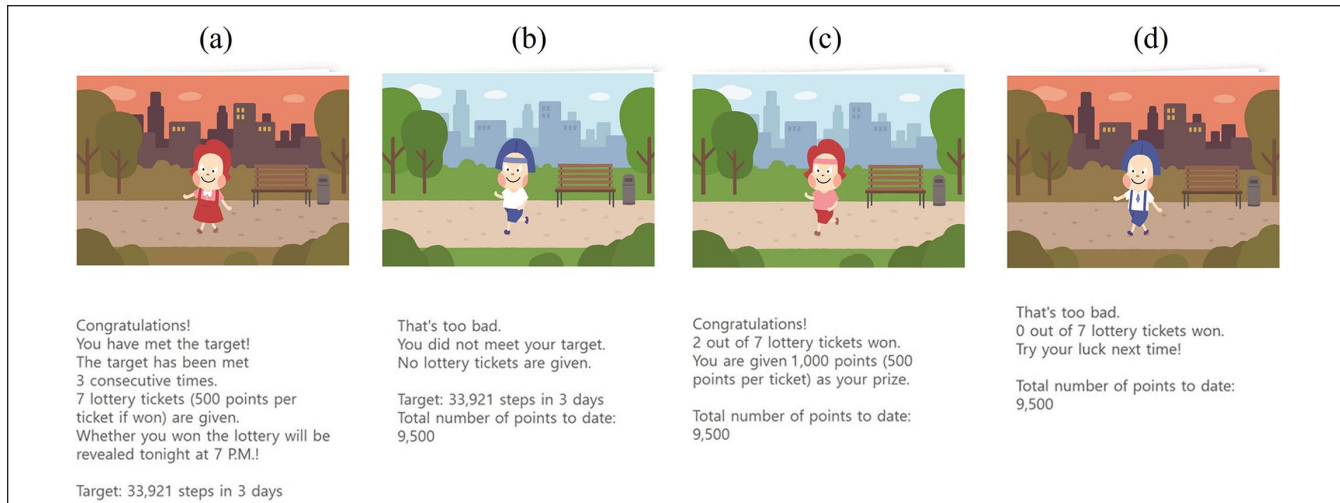 (a)
(b)
(c)
(d)
Congratulations!
You have met the target!
The target has been met
3 consecutive times.
7 lottery tickets (500 points per
ticket if won) are given.
Whether you won the lottery will be
revealed tonight at 7 P.M.!
Target: 33,921 steps in 3 days
That's too bad.
You did not meet your target.
No lottery tickets are given.
Target: 33,921 steps in 3 days
Total number of points to date:
9,500
Congratulations!
2 out of 7 lottery tickets won.
You are given 1,000 points (500
points per ticket) as your prize.
Total number of points to date:
9,500
That's too bad.
0 out of 7 lottery tickets won.
Try your luck next time!
Total number of points to date:
9,500